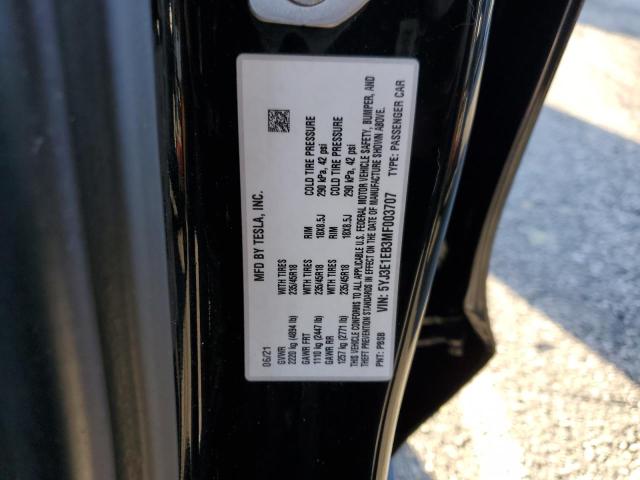 MFD BY TESLA, INC.
06/21
GVWR
2220 kg (4894 lb)
WITH TIRES
235/45R18
RIM
18X8.5J
COLD TIRE PRESSURE
290 kPa, 42 psi
GAWR FRT
1110 kg (2447 lb)
WITH TIRES
235/45R18
RIM
18X8.5J
COLD TIRE PRESSURE
290 kPa, 42 psi
GAWR RR
1257 kg (2771 lb)
WITH TIRES
235/45R18
THIS VEHICLE CONFORMS TO ALL APPLICABLE U.S. FEDERAL MOTOR VEHICLE SAFETY, BUMPER, AND
THEFT PREVENTION STANDARDS IN EFFECT ON THE DATE OF MANUFACTURE SHOWN ABOVE.
PNT: PBSB
VIN: 5YJ3E1EB3MF003707
TYPE: PASSENGER CAR